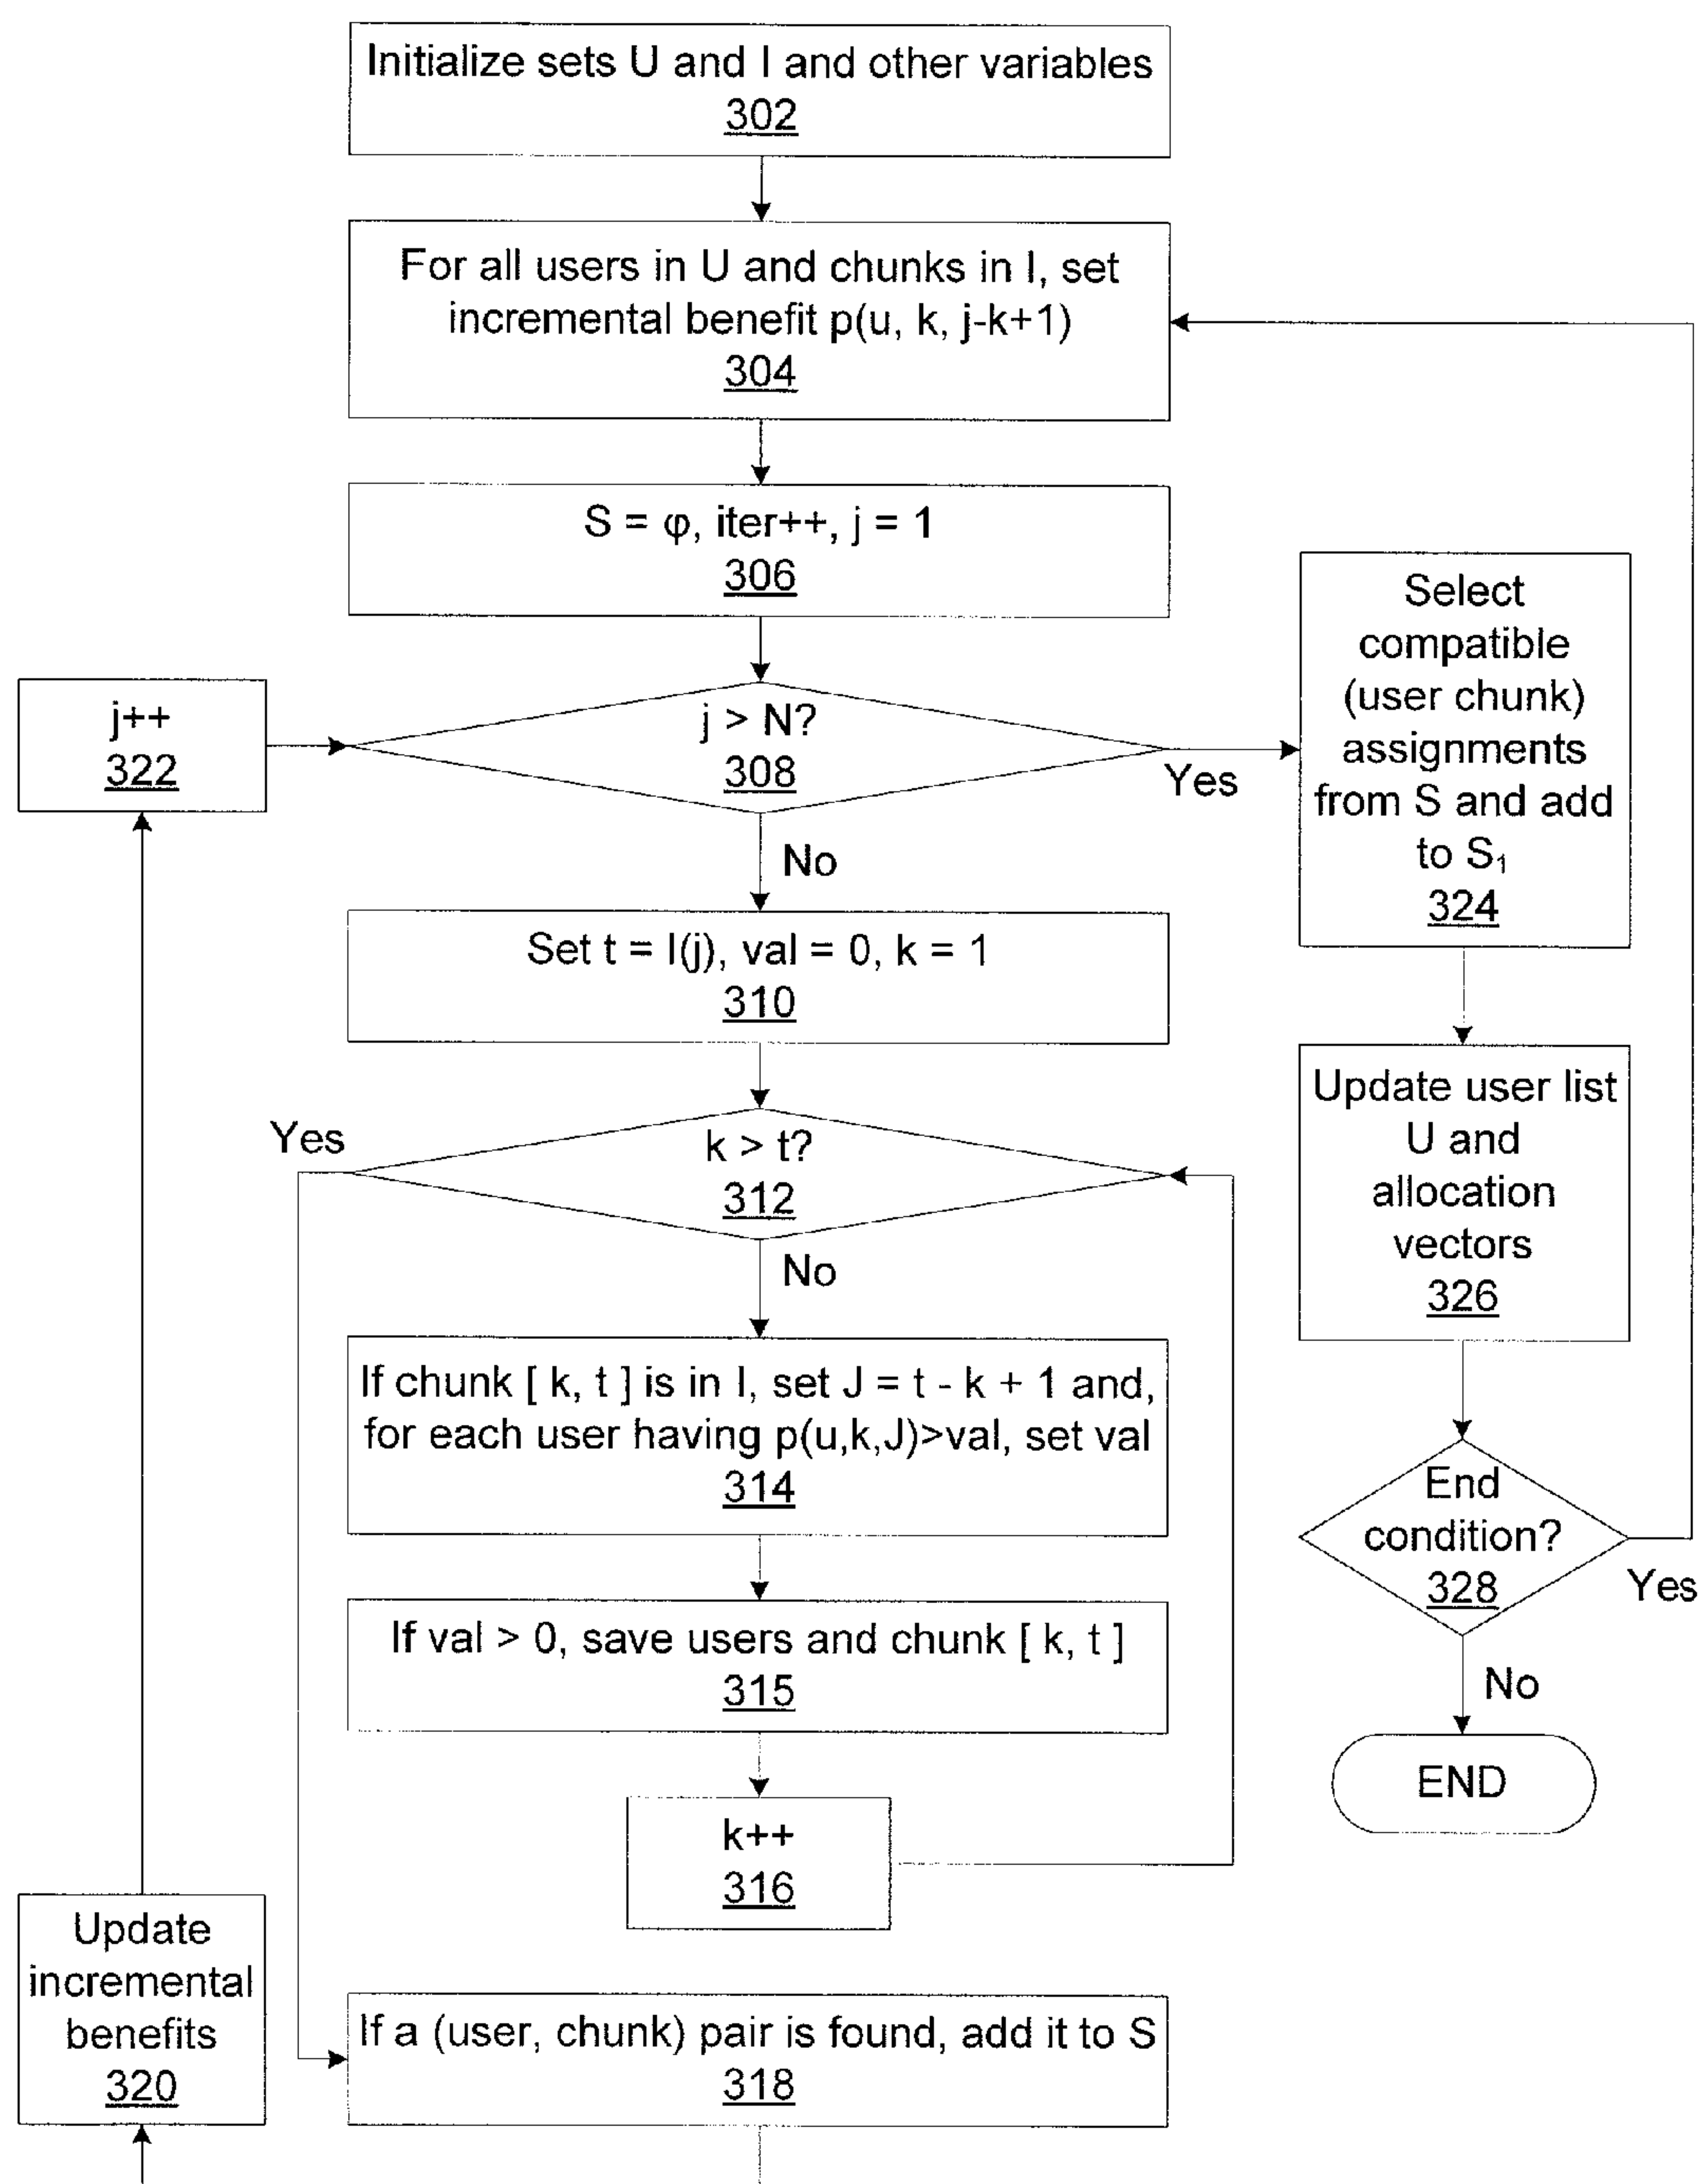 Initialize sets U and I and other variables
302
For all users in U and chunks in I, set
incremental benefit p(u, k, j-k+1)
304
S = φ, iter++, j = 1
306
j++
322
j > N?
308
Yes
No
Select
compatible
(user chunk)
assignments
from S and add
to S₁
324
Set t = I(j), val = 0, k = 1
310
Yes
k > t?
312
No
Update user list
U and
allocation
vectors
326
If chunk [ k, t ] is in I, set J = t - k + 1 and,
for each user having p(u,k,J)>val, set val
314
End
condition?
328
Yes
No
If val > 0, save users and chunk [ k, t ]
315
END
k++
316
Update
incremental
benefits
320
If a (user, chunk) pair is found, add it to S
318